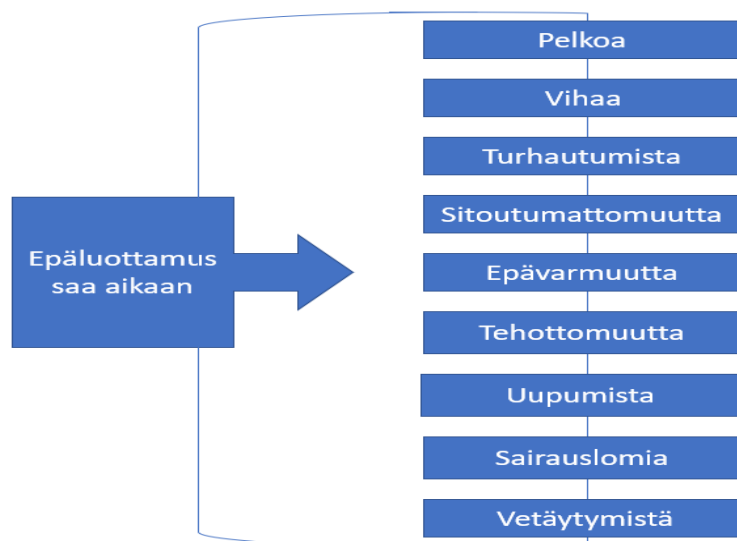 Epäluottamus
saa aikaan
Pelkoa
Vihaa
Turhautumista
Sitoutumattomuutta
Epävarmuutta
Tehottomuutta
Uupumista
Sairauslomia
Vetäytymistä